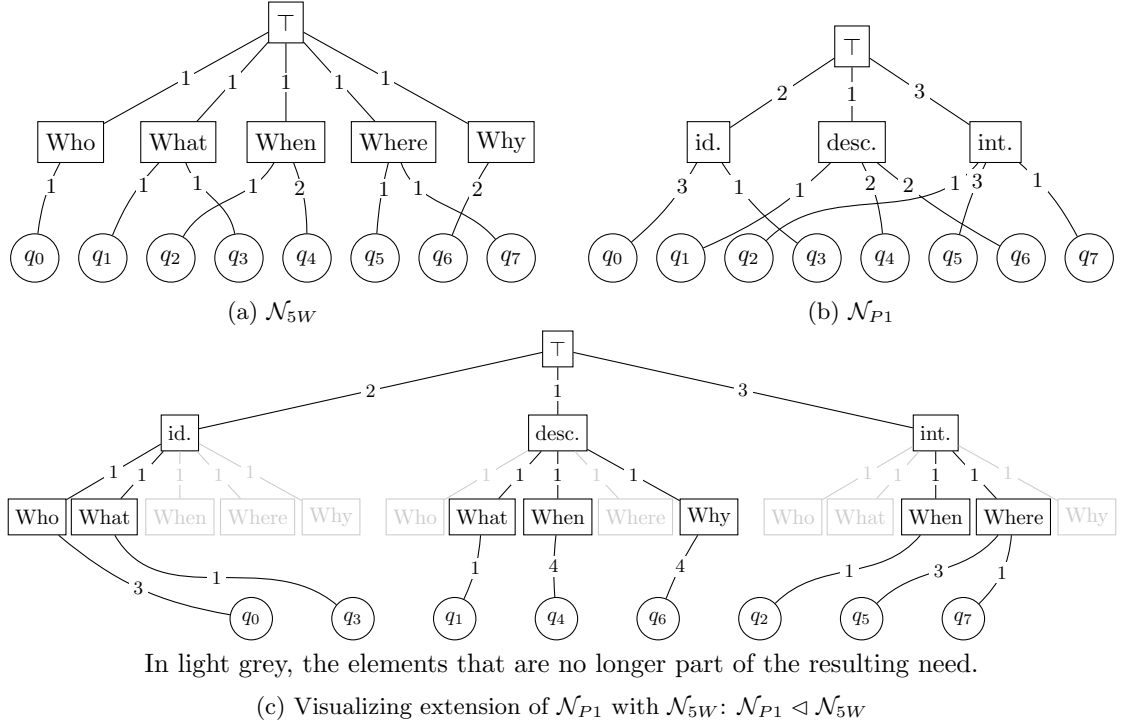 ⊤
1 1 1 1 1
Who What When Where Why
1 1 1 1 2 1 1 2
q0 q1 q2 q3 q4 q5 q6 q7
(a) 𝒩5W
⊤
2 1 3
id. desc. int.
3 1 1 2 2 1 3 1
q0 q1 q2 q3 q4 q5 q6 q7
(b) 𝒩P1
⊤
2 1 3
id. desc. int.
1 1 1 1 1 1 1 1 1 1 1 1 1 1 1
Who What When Where Why Who What When Where Why Who What When Where Why
3 1 1 4 4 1 3 1
q0 q3 q1 q4 q6 q2 q5 q7
In light grey, the elements that are no longer part of the resulting need.
(c) Visualizing extension of 𝒩P1 with 𝒩5W: 𝒩P1 ◁ 𝒩5W